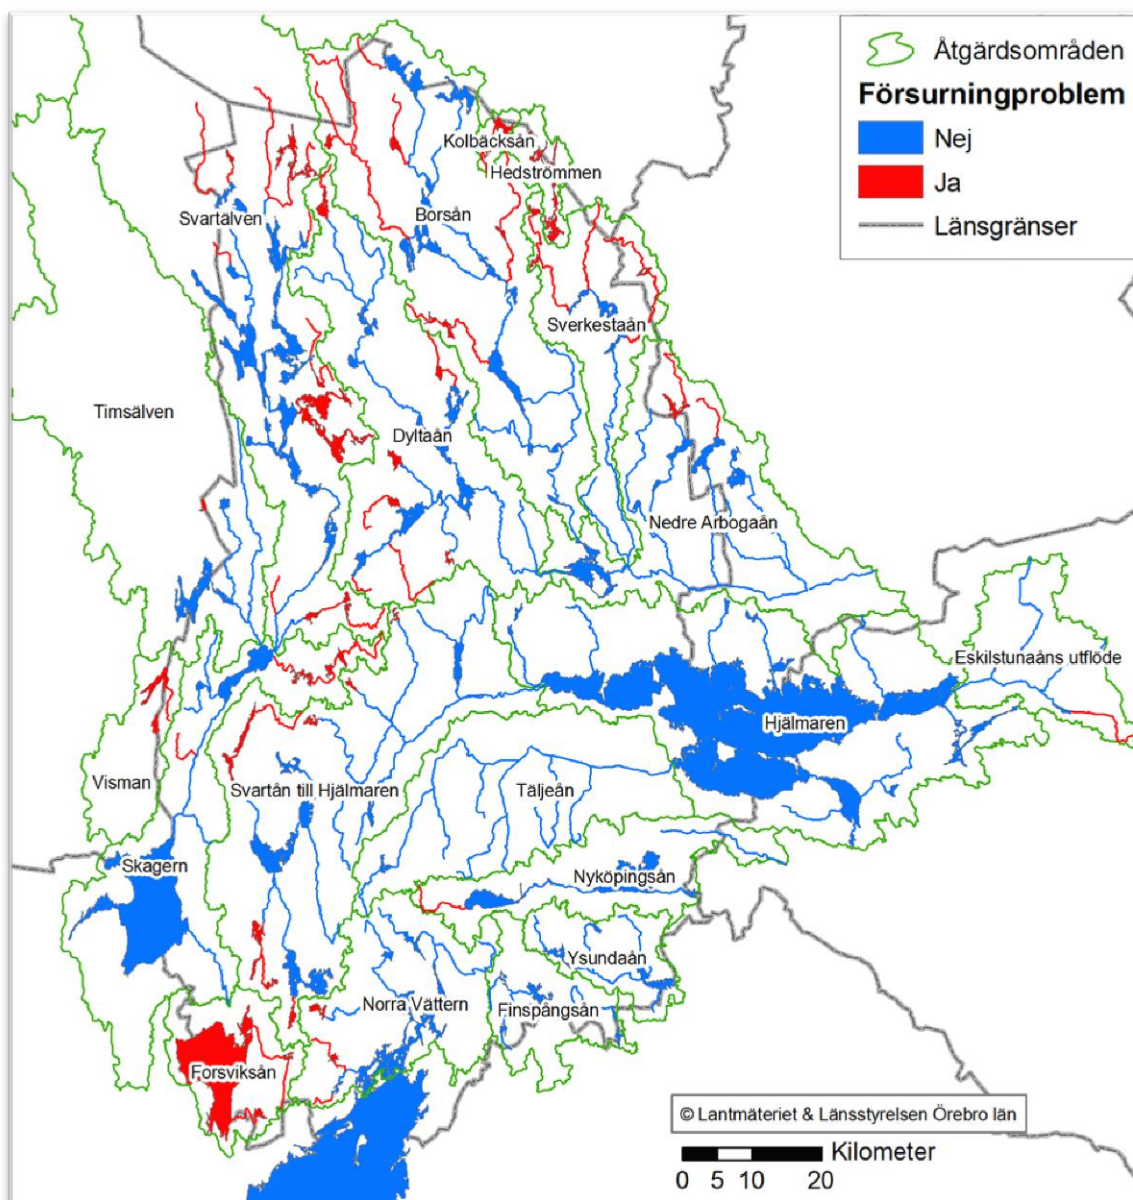 Åtgärdsområden
Försurningproblem
Nej
Ja
Länsgränser
Kolbäcksån
Hedströmmen
Svartälven
Borsån
Sverkestaån
Timsälven
Dyltaån
Nedre Arbogaån
Eskilstunaåns utflöde
Hjälmaren
Visman
Svartån till Hjälmaren
Täljeån
Skagern
Nyköpingsån
Ysundaån
Norra Vättern
Finspångsån
Forsviksån
© Lantmäteriet & Länsstyrelsen Örebro län
Kilometer
0 5 10 20